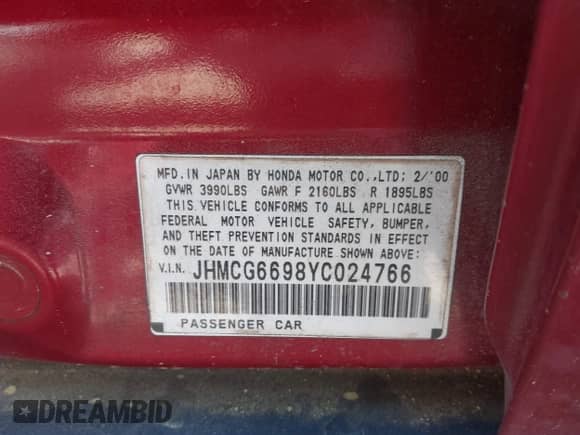 MFD. IN JAPAN BY HONDA MOTOR CO.,LTD: 2/'00
GVWR 3990LBS GAWR F 2160LBS R 1895LBS
THIS VEHICLE CONFORMS TO ALL APPLICABLE
FEDERAL MOTOR VEHICLE SAFETY, BUMPER,
AND THEFT PREVENTION STANDARDS IN EFFECT
ON THE DATE OF MANUFACTURE SHOWN ABOVE:
V.I.N. JHMCG6698YC024766
PASSENGER CAR
DREAMBID